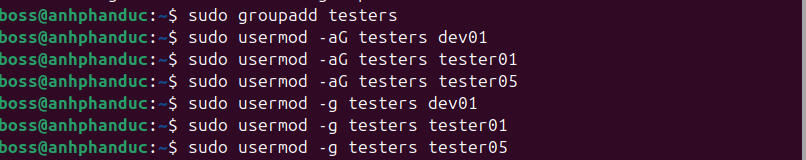 boss@anhphanduc:~$ sudo groupadd testers
boss@anhphanduc:~$ sudo usermod -aG testers dev01
boss@anhphanduc:~$ sudo usermod -aG testers tester01
boss@anhphanduc:~$ sudo usermod -aG testers tester05
boss@anhphanduc:~$ sudo usermod -g testers dev01
boss@anhphanduc:~$ sudo usermod -g testers tester01
boss@anhphanduc:~$ sudo usermod -g testers tester05